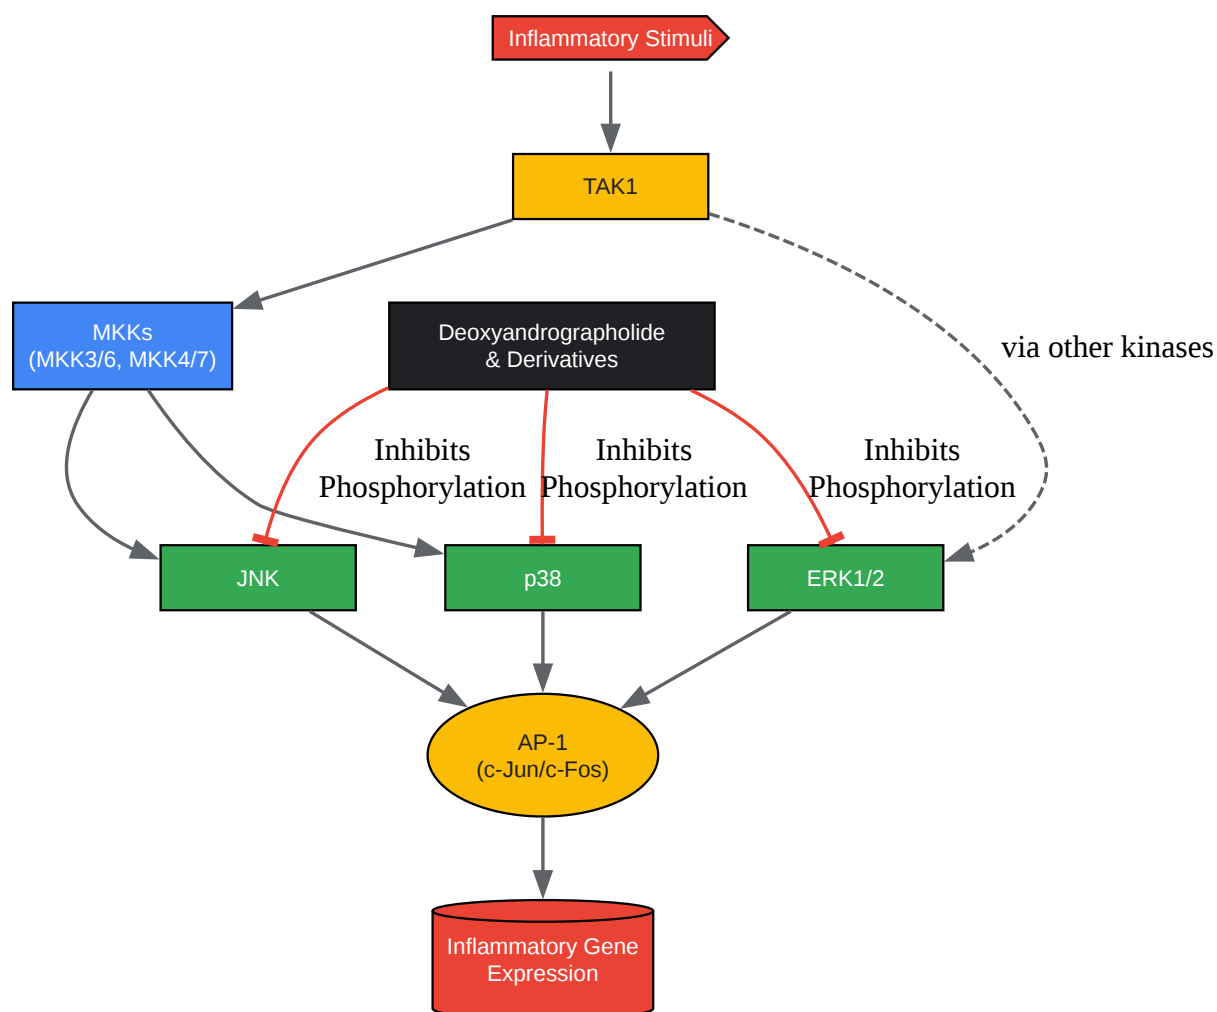 Inflammatory Stimuli
TAK1
MKKs
(MKK3/6, MKK4/7)
Deoxyandrographolide
& Derivatives
via other kinases
Inhibits
Phosphorylation
Inhibits
Phosphorylation
Inhibits
Phosphorylation
JNK
p38
ERK1/2
AP-1
(c-Jun/c-Fos)
Inflammatory Gene
Expression